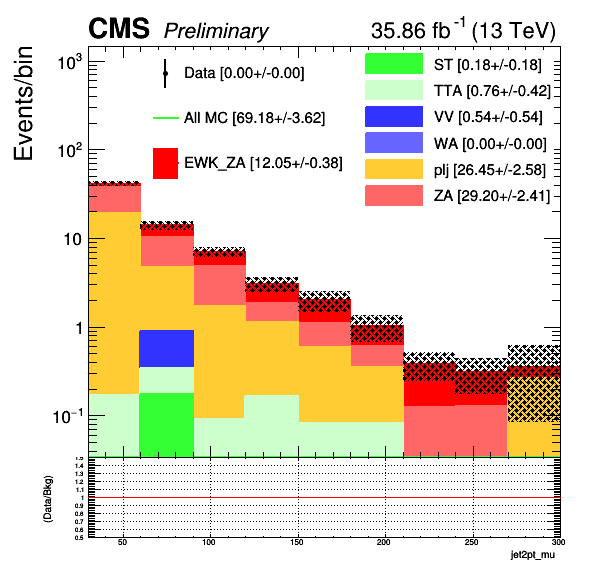 CMS Preliminary 35.86 fb⁻¹ (13 TeV)
Events/bin
10³
10²
10
1
10⁻¹
Data [0.00+/-0.00]
All MC [69.18+/-3.62]
EWK_ZA [12.05+/-0.38]
ST [0.18+/-0.18]
TTA [0.76+/-0.42]
VV [0.54+/-0.54]
WA [0.00+/-0.00]
plj [26.45+/-2.58]
ZA [29.20+/-2.41]
(Data/Bkg)
1.5
1.4
1.3
1.2
1.1
1
0.9
0.8
0.7
0.6
0.5
50 100 150 200 250 300
jet2pt_mu